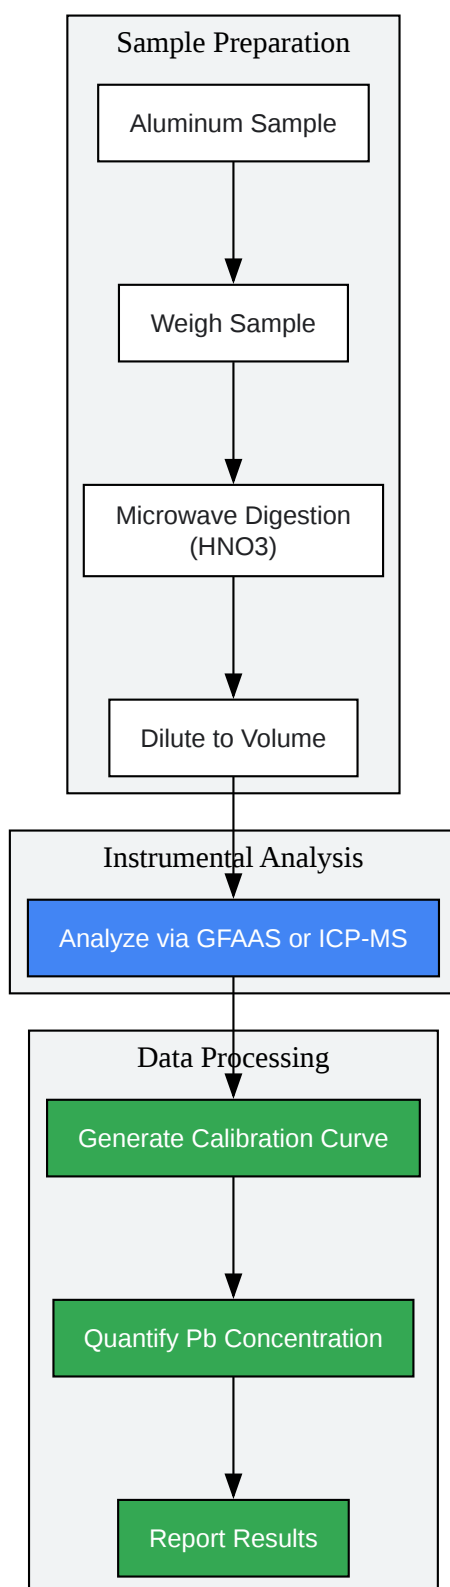 Sample Preparation
Aluminum Sample
Weigh Sample
Microwave Digestion
(HNO3)
Dilute to Volume
Instrumental Analysis
Analyze via GFAAS or ICP-MS
Data Processing
Generate Calibration Curve
Quantify Pb Concentration
Report Results